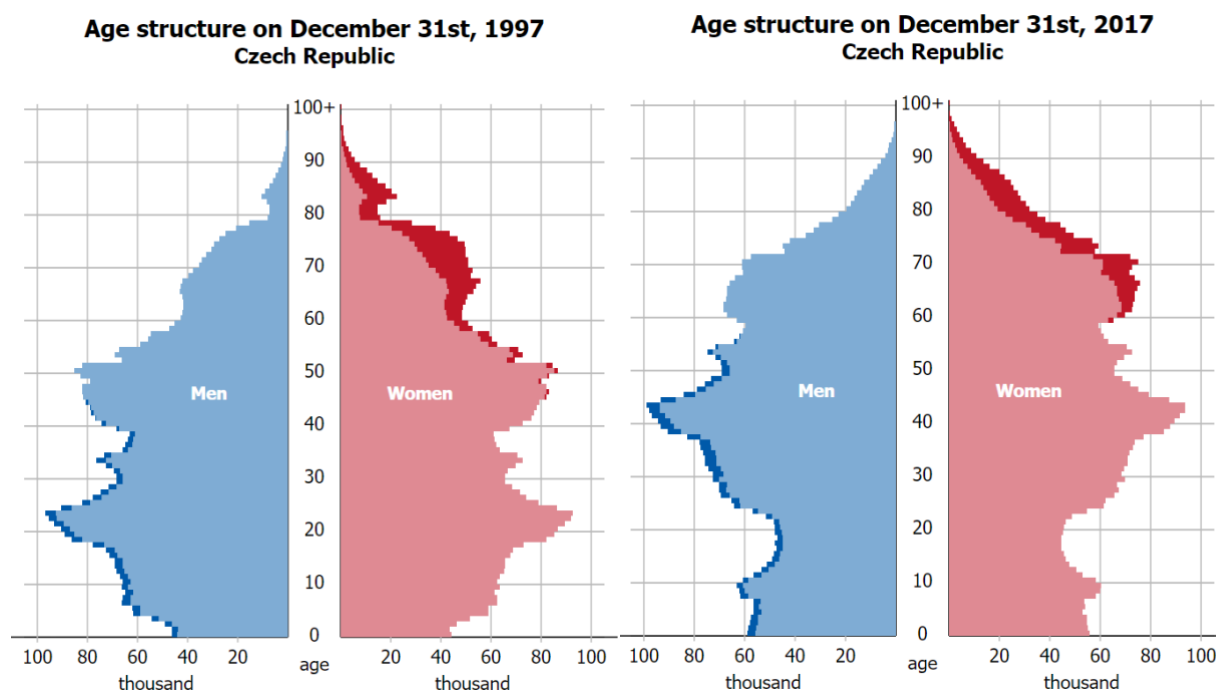 Age structure on December 31st, 1997
Czech Republic
100+
90
80
70
60
50
40
30
20
10
0
Men
Women
100 80 60 40 20
age
20 40 60 80 100
thousand
thousand
Age structure on December 31st, 2017
Czech Republic
100+
90
80
70
60
50
40
30
20
10
0
Men
Women
100 80 60 40 20
age
20 40 60 80 100
thousand
thousand